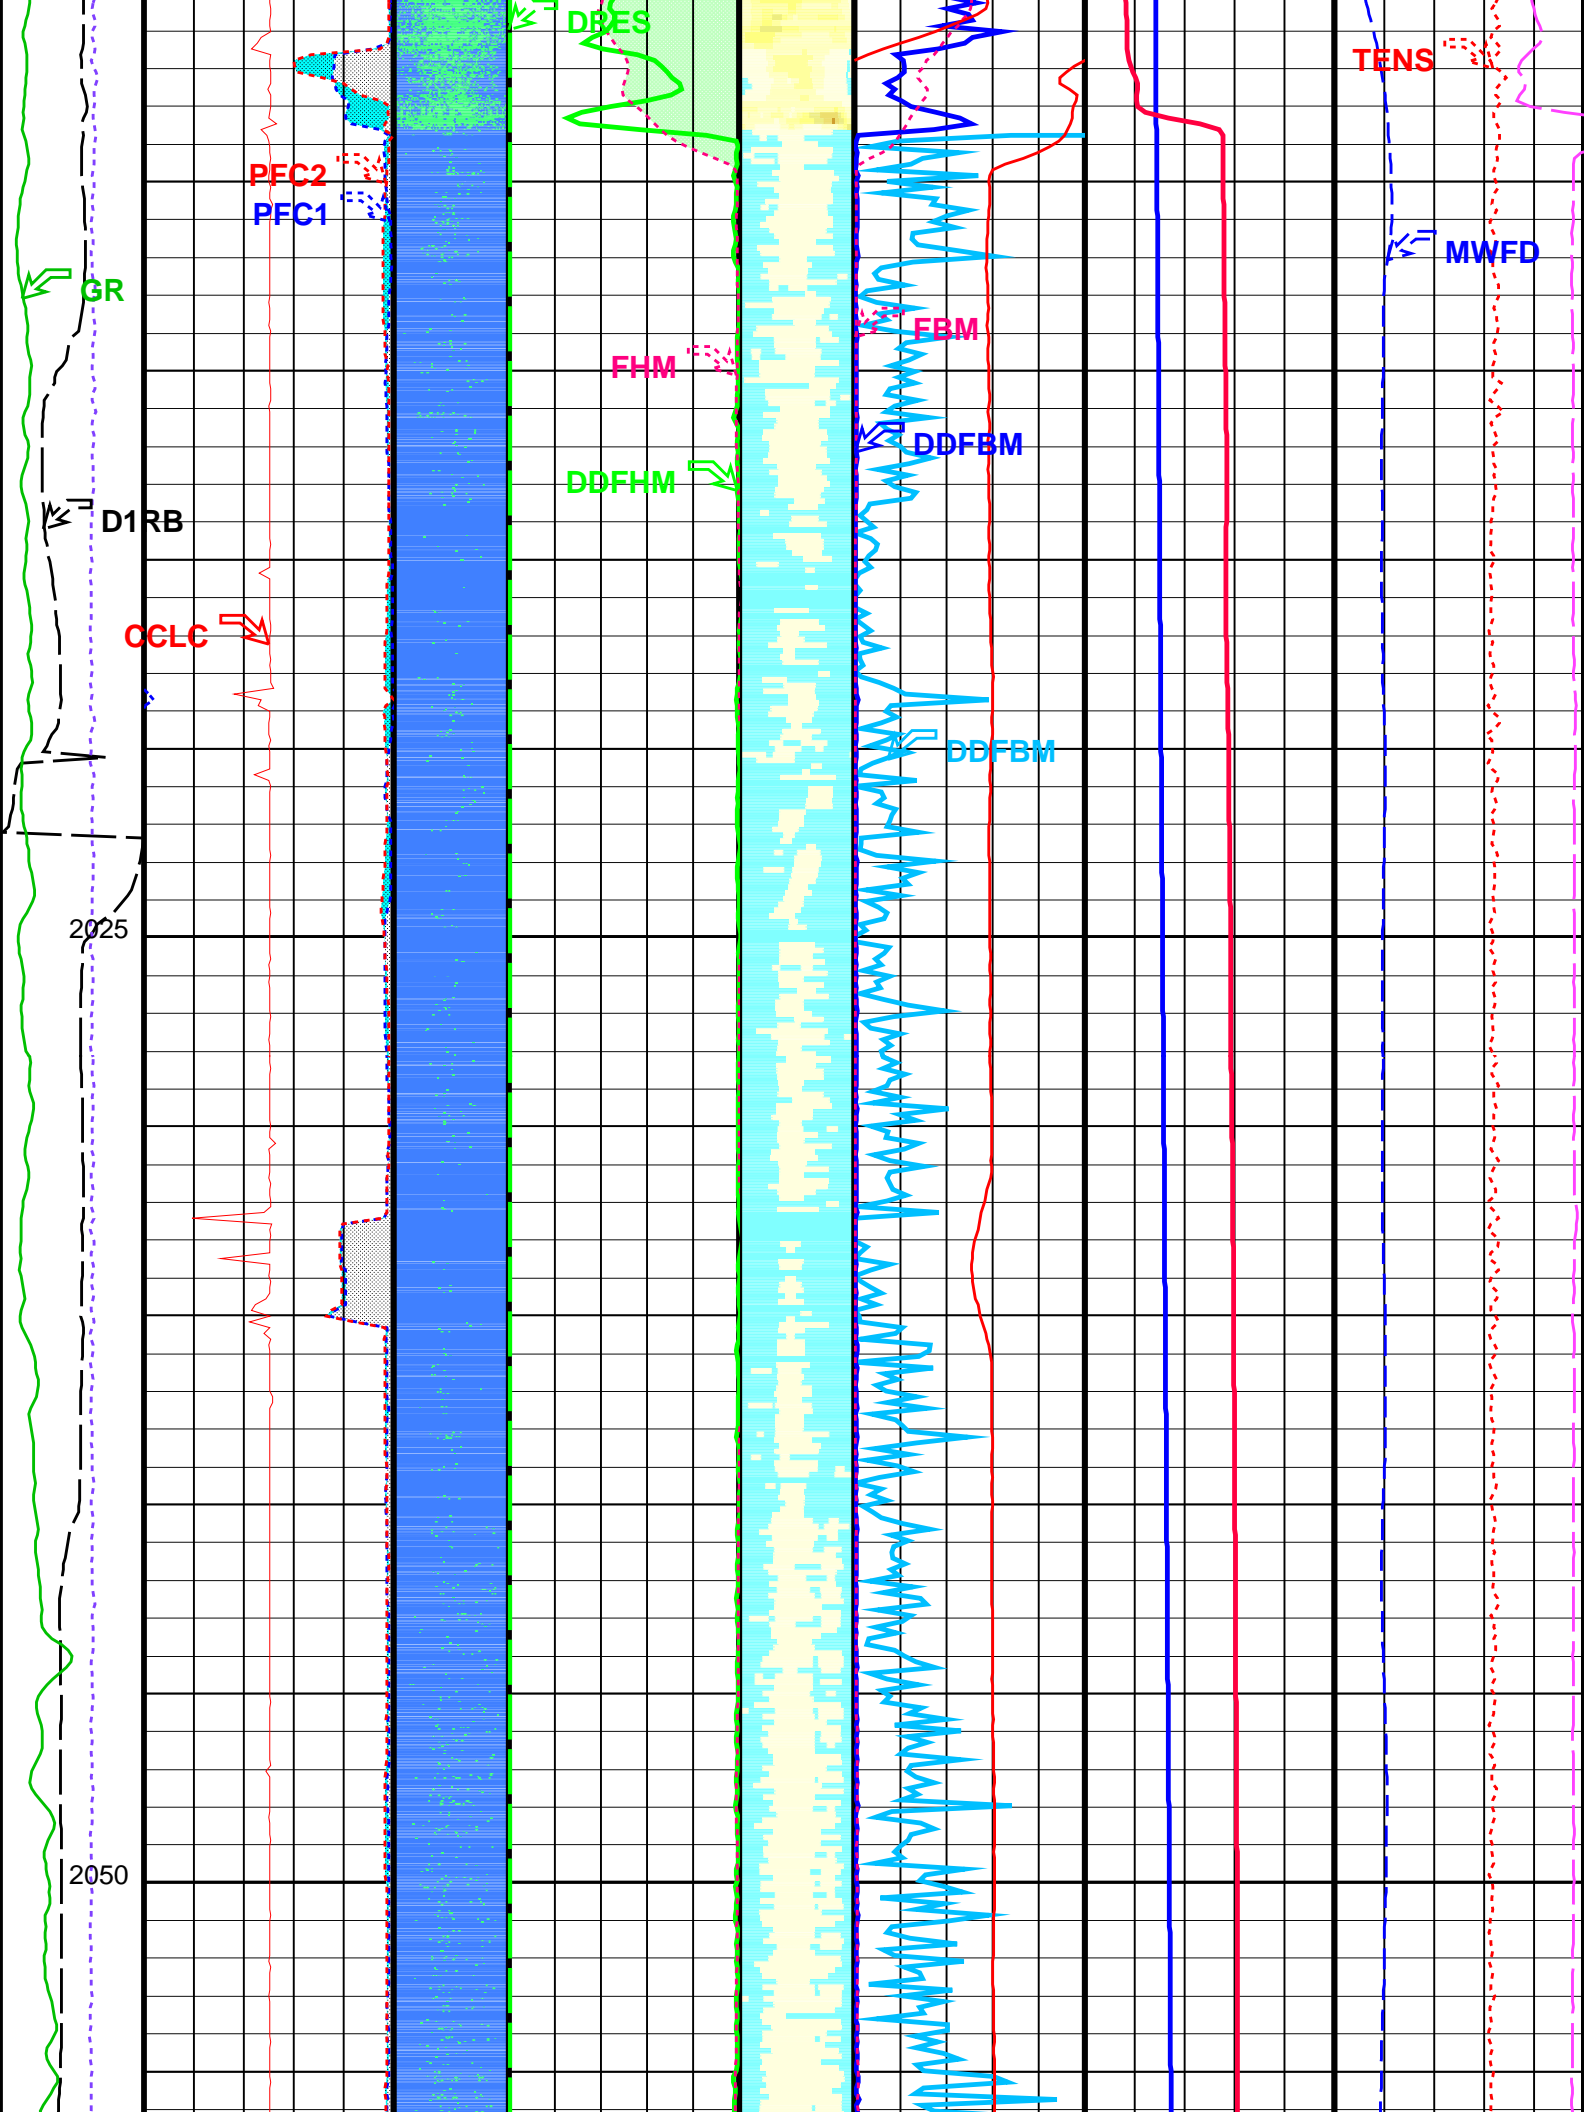 DRES
TENS
PFC2
PFC1
MWFD
GR
FBM
FHM
DDFBM
DDFHM
D1RB
CCLC
DDFBM
2025
2050